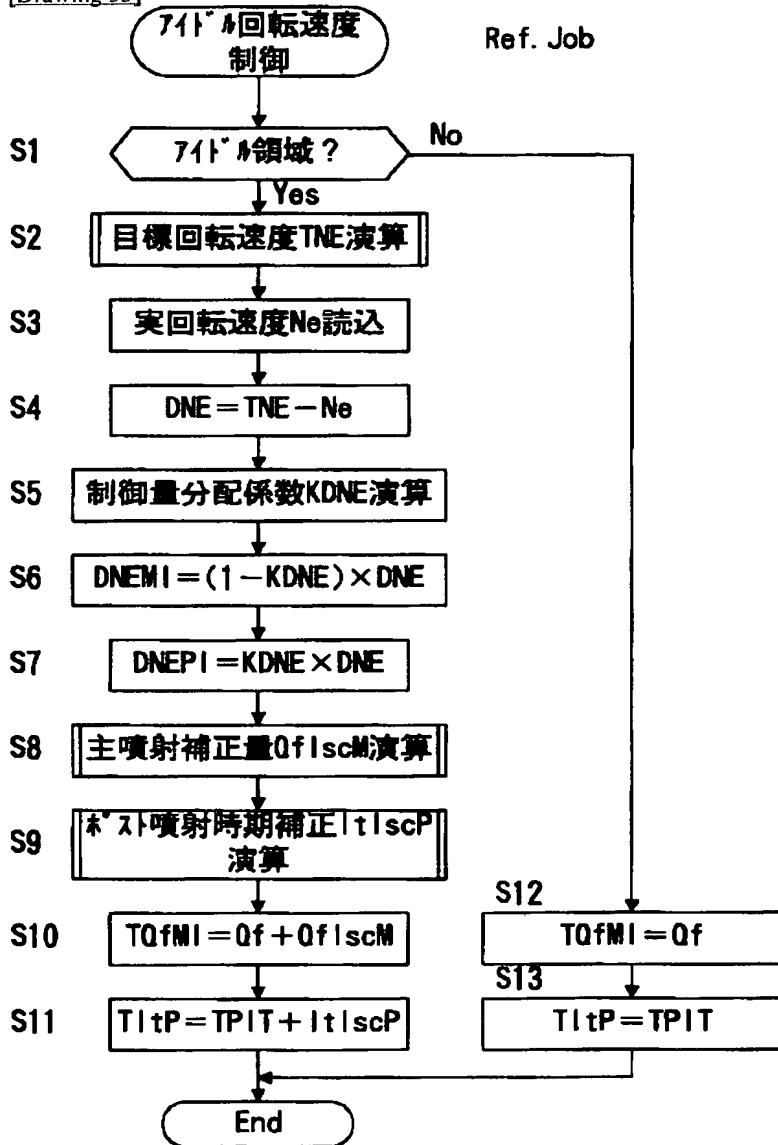 ｱｲﾄﾞﾙ回転速度
制御
Ref. Job
S1
ｱｲﾄﾞﾙ領域？
No
Yes
S2
目標回転速度TNE演算
S3
実回転速度Ne読込
S4
DNE＝TNE－Ne
S5
制御量分配係数KDNE演算
S6
DNEMI＝(1－KDNE)×DNE
S7
DNEPI＝KDNE×DNE
S8
主噴射補正量QfIscM演算
S9
ﾎﾟｽﾄ噴射時期補正ItIscP
演算
S10
TQfMI＝Qf＋QfIscM
S11
TItP＝TPIT＋ItIscP
S12
TQfMI＝Qf
S13
TItP＝TPIT
End